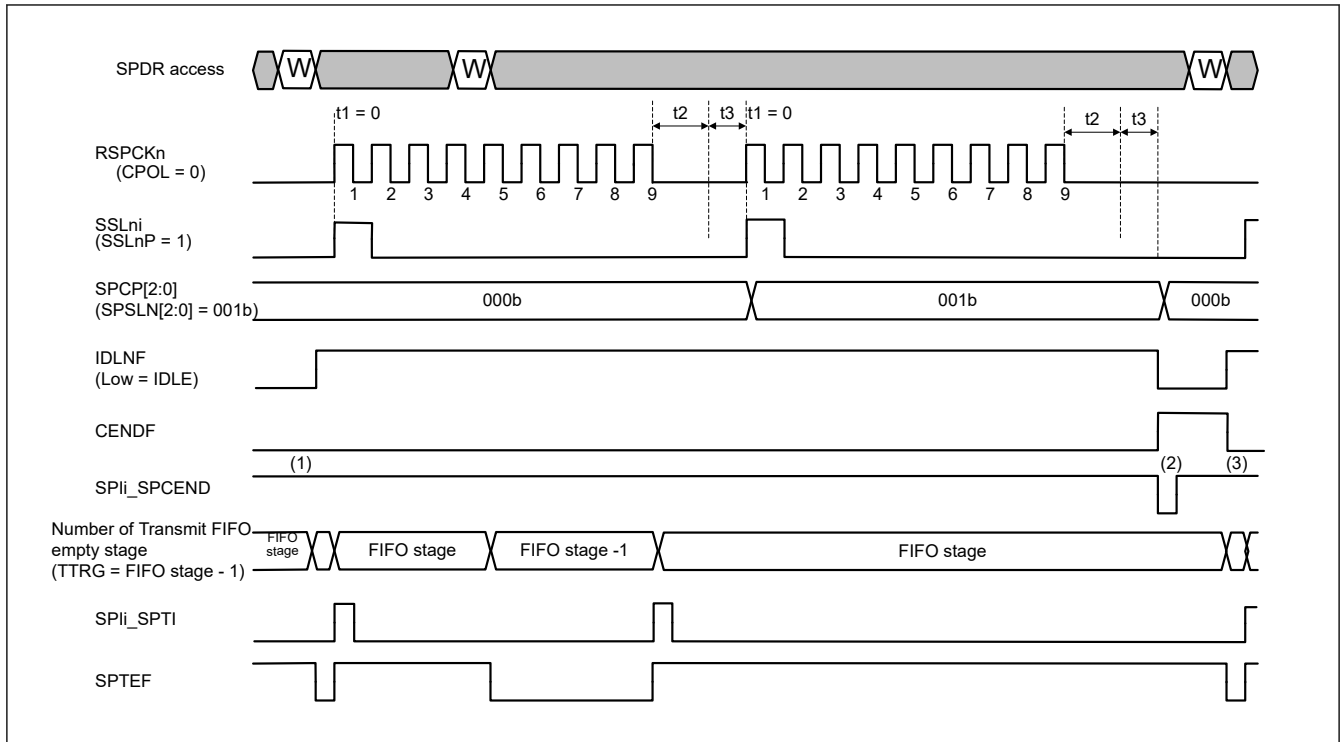 SPDR access
W
W
W
t1 = 0
t2
t3
t1 = 0
t2
t3
RSPCKn
(CPOL = 0)
1 2 3 4 5 6 7 8 9 1 2 3 4 5 6 7 8 9
SSLni
(SSLnP = 1)
SPCP[2:0]
(SPSLN[2:0] = 001b)
000b
001b
000b
IDLNF
(Low = IDLE)
CENDF
(1)
(2)
(3)
SPIi_SPCEND
Number of Transmit FIFO
empty stage
(TTRG = FIFO stage - 1)
FIFO
stage
FIFO stage
FIFO stage -1
FIFO stage
SPIi_SPTI
SPTEF